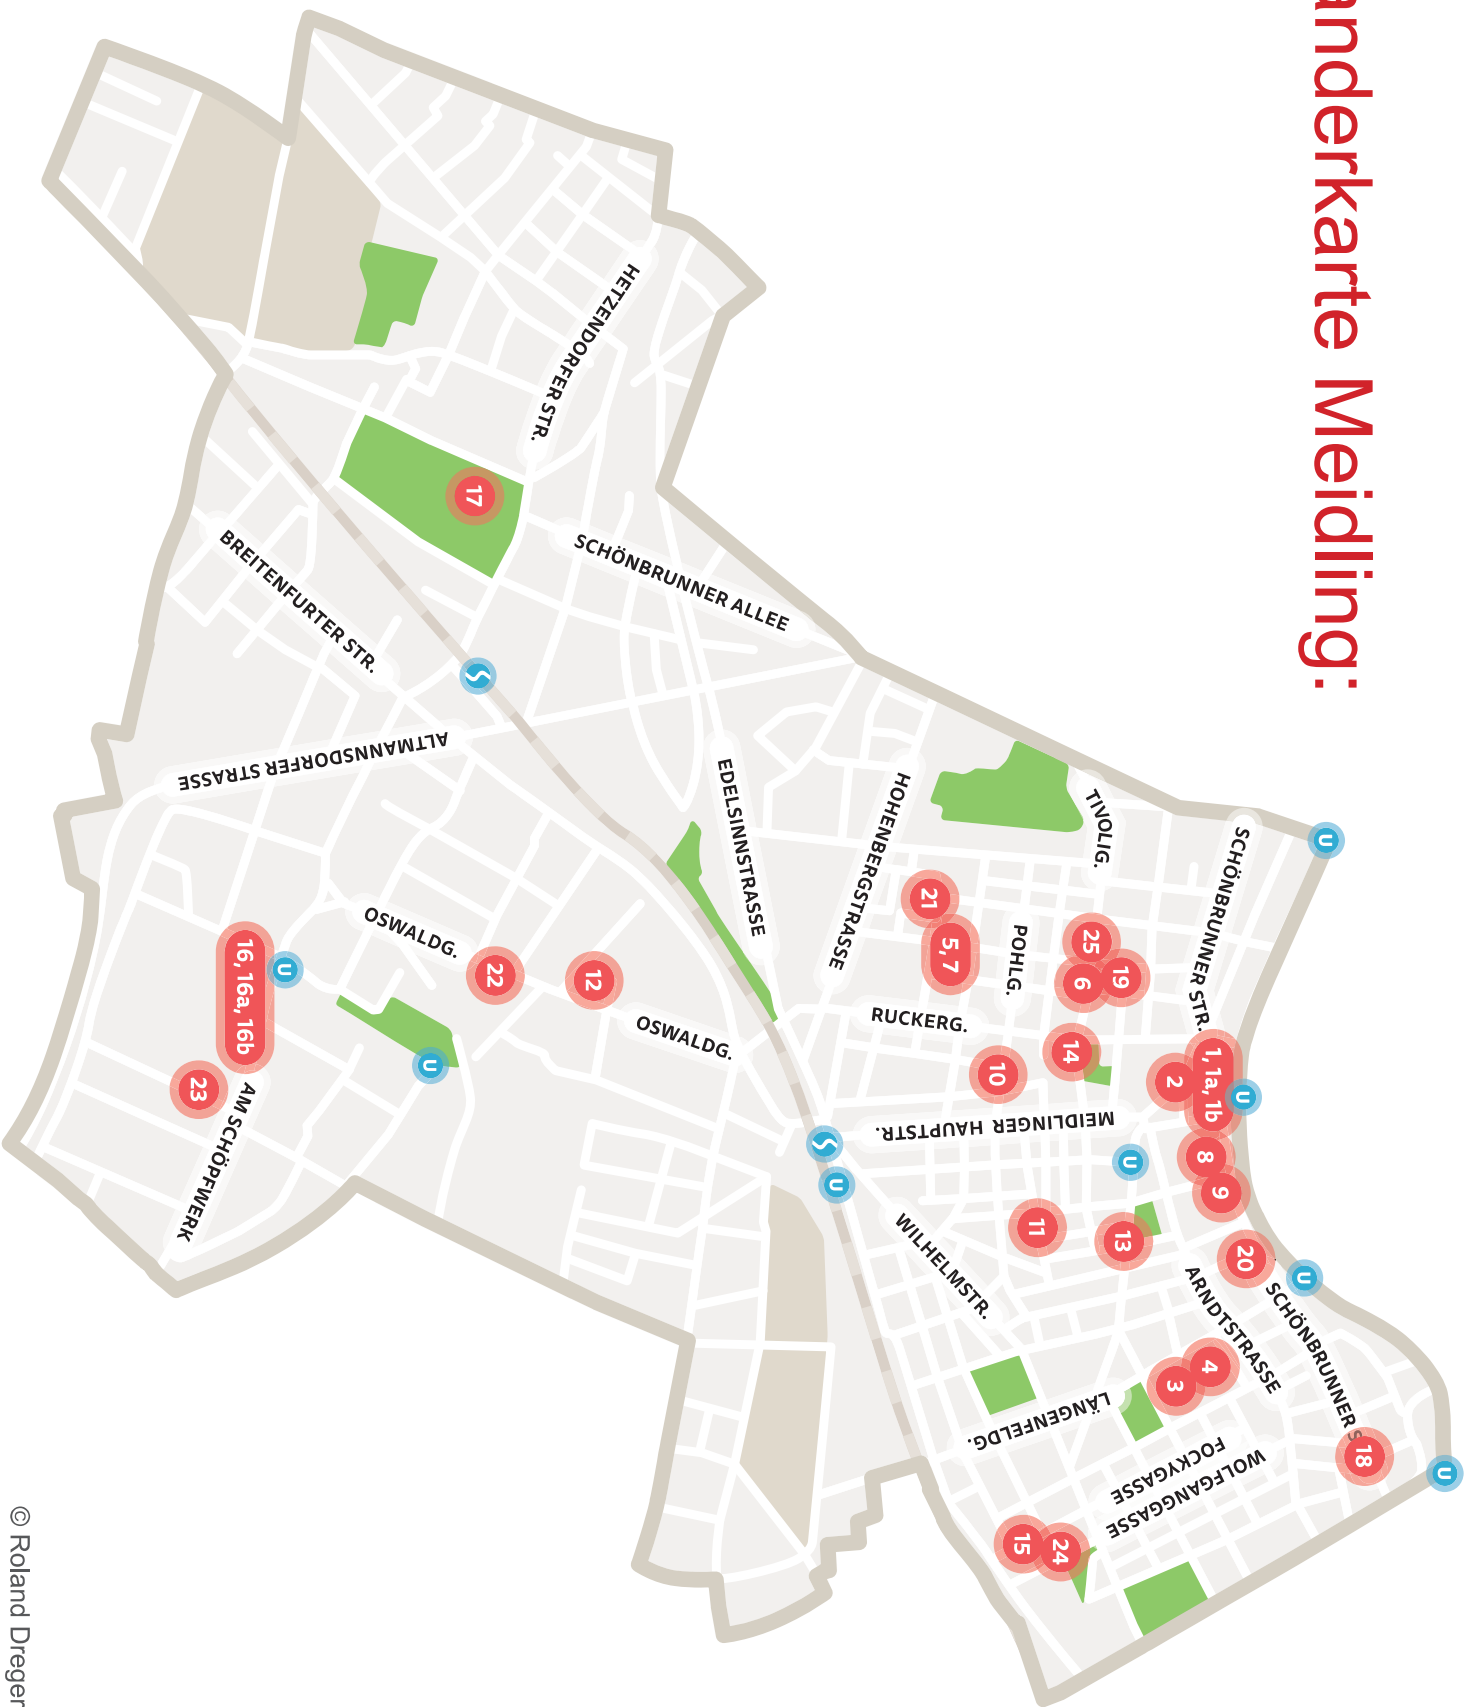 anderkarte Meidling:
HETZENDORFER STR.
17
SCHÖNBRUNNER ALLEE
BREITENFURTER STR.
ALTMANNSDORFER STRASSE
EDELSINNSTRASSE
HOHENBERGSTRASSE
TIVOLIG.
SCHÖNBRUNNER STR.
U
21
5, 7
POHLG.
25
19
6
OSWALDG.
22
12
OSWALDG.
RUCKERG.
16, 16a, 16b
U
U
23
AM SCHÖPFWERK
14
10
1, 1a, 1b
2
U
MEIDLINGER HAUPTSTR.
S
U
U
8
9
11
13
20
U
WILHELMSTR.
ARNDTSTRASSE
SCHÖNBRUNNER S
4
3
LÄNGENFELDG.
FOCKYGASSE
WOLFGANGGASSE
18
U
15
24
S
© Roland Dreger